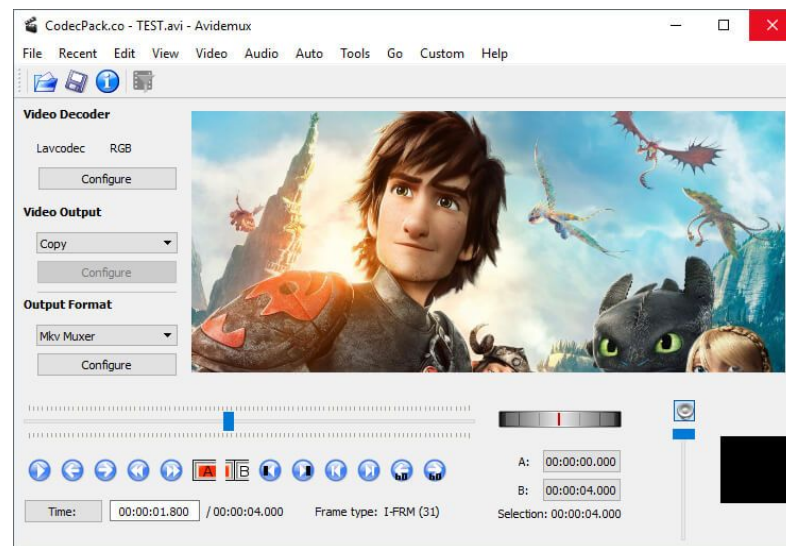 CodecPack.co - TEST.avi - Avidemux
File Recent Edit View Video Audio Auto Tools Go Custom Help
Video Decoder
Lavcodec RGB
Configure
Video Output
Copy
Configure
Output Format
Mkv Muxer
Configure
A B 60 60
A: 00:00:00.000
B: 00:00:04.000
Time: 00:00:01.800 / 00:00:04.000 Frame type: I-FRM (31) Selection: 00:00:04.000